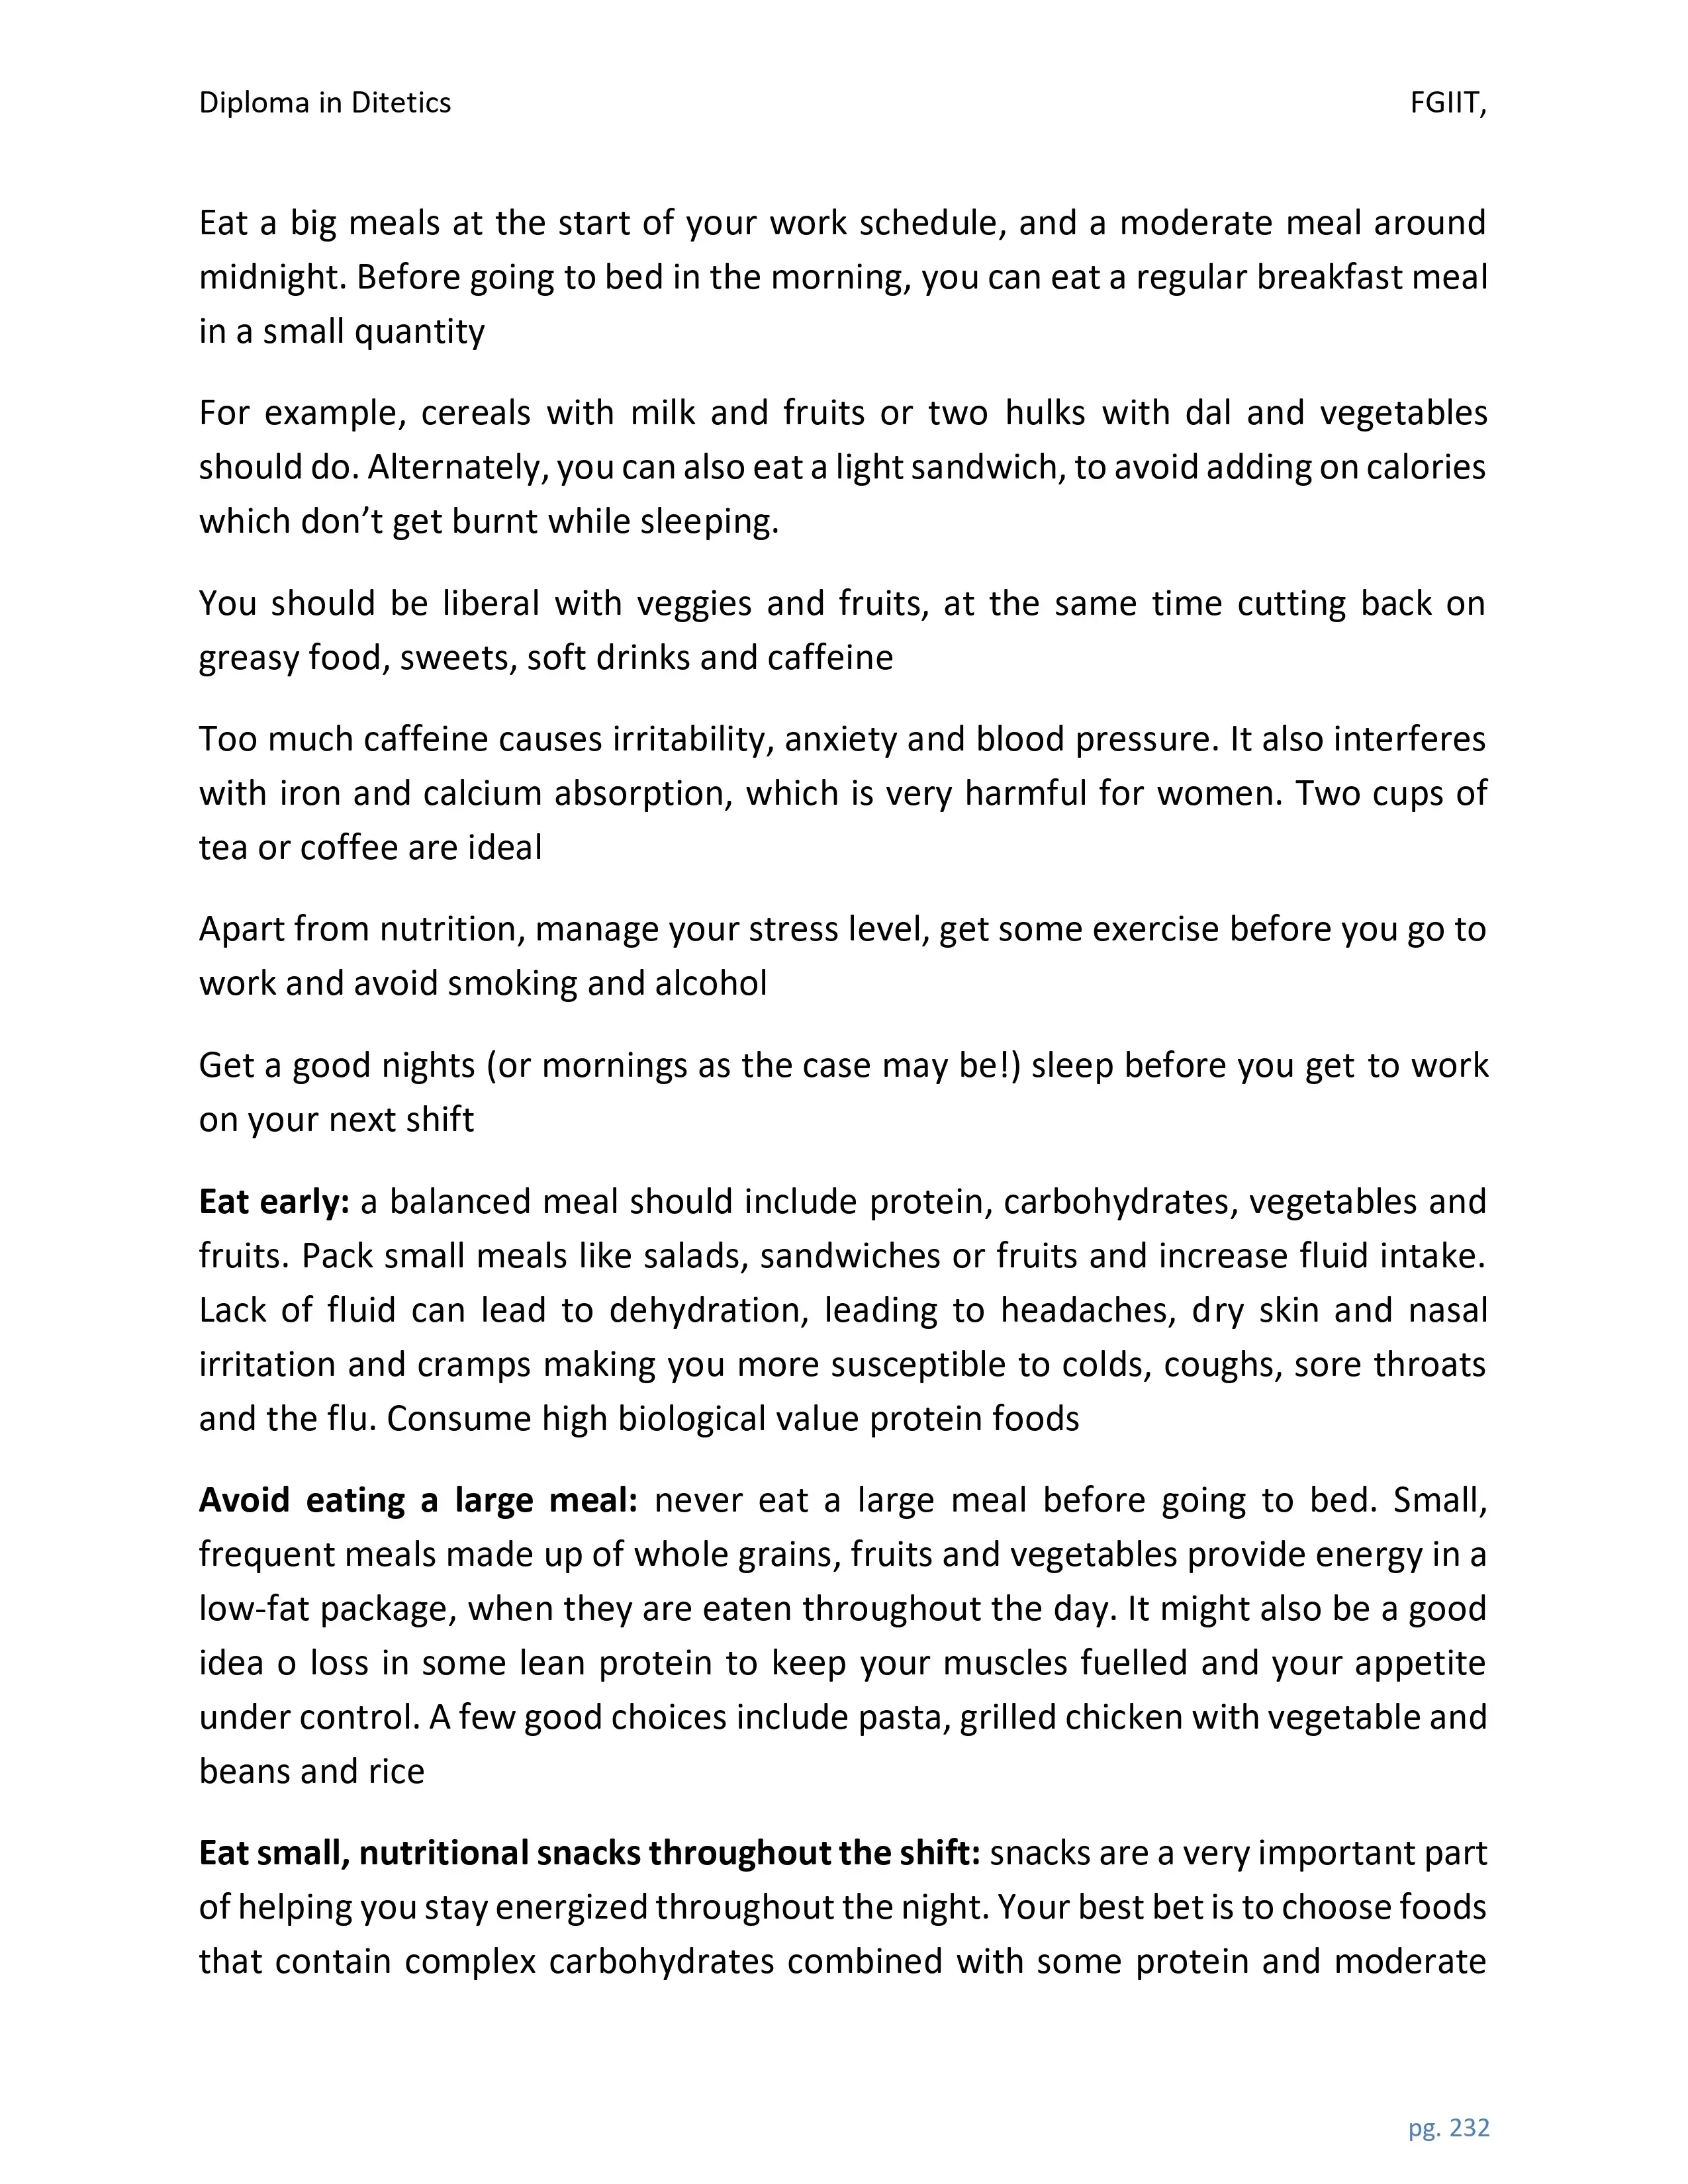 Diploma in Ditetics FGIIT,
Eat a big meals at the start of your work schedule, and a moderate meal around
midnight. Before going to bed in the morning, you can eat a regular breakfast meal
in a small quantity
For example, cereals with milk and fruits or two hulks with dal and vegetables
should do. Alternately, you can also eat a light sandwich, to avoid adding on calories
which don’t get burnt while sleeping.
You should be liberal with veggies and fruits, at the same time cutting back on
greasy food, sweets, soft drinks and caffeine
Too much caffeine causes irritability, anxiety and blood pressure. It also interferes
with iron and calcium absorption, which is very harmful for women. Two cups of
tea or coffee are ideal
Apart from nutrition, manage your stress level, get some exercise before you go to
work and avoid smoking and alcohol
Get a good nights (or mornings as the case may be!) sleep before you get to work
on your next shift
Eat early: a balanced meal should include protein, carbohydrates, vegetables and
fruits. Pack small meals like salads, sandwiches or fruits and increase fluid intake.
Lack of fluid can lead to dehydration, leading to headaches, dry skin and nasal
irritation and cramps making you more susceptible to colds, coughs, sore throats
and the flu. Consume high biological value protein foods
Avoid eating a large meal: never eat a large meal before going to bed. Small,
frequent meals made up of whole grains, fruits and vegetables provide energy in a
low-fat package, when they are eaten throughout the day. It might also be a good
idea o loss in some lean protein to keep your muscles fuelled and your appetite
under control. A few good choices include pasta, grilled chicken with vegetable and
beans and rice
Eat small, nutritional snacks throughout the shift: snacks are a very important part
of helping you stay energized throughout the night. Your best bet is to choose foods
that contain complex carbohydrates combined with some protein and moderate
pg. 232